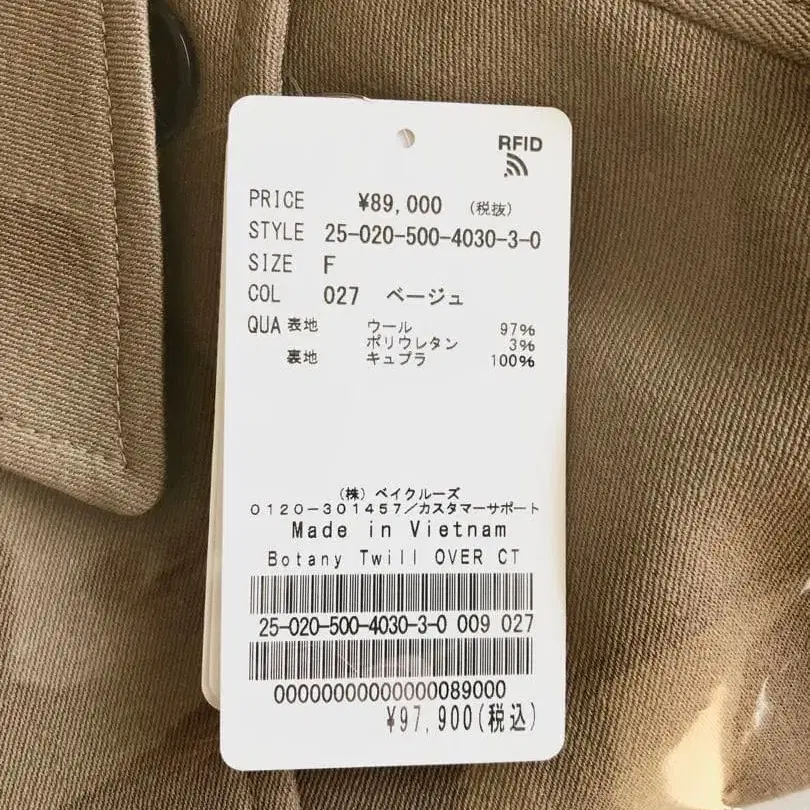 RFID
PRICE ¥89,000 (税抜)
STYLE 25-020-500-4030-3-0
SIZE F
COL 027 ベージュ
QUA 表地 ウール 97%
ポリウレタン 3%
裏地 キュプラ 100%
(株) ベイクルーズ
0120-301457/カスタマーサポート
Made in Vietnam
Botany Twill OVER CT
25-020-500-4030-3-0 009 027
00000000000000089000
¥97,900(税込)